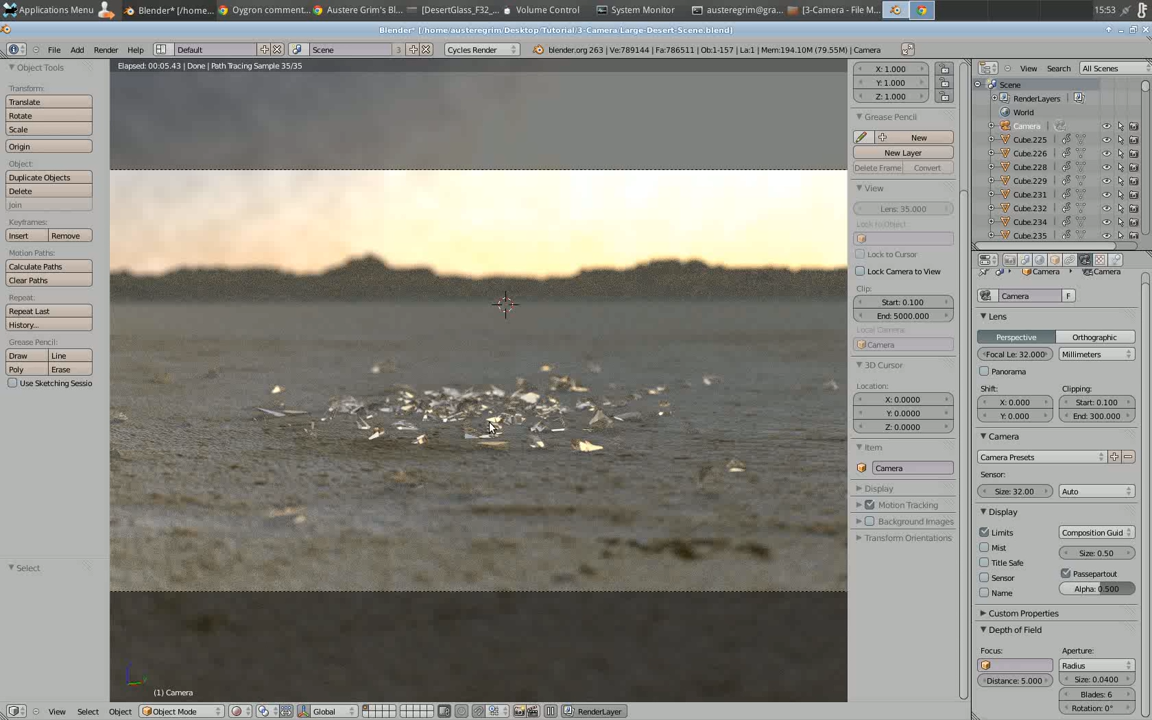 Applications Menu
Blender* [/home...
Oygron comment...
Austere Grim's Bl...
[DesertGlass_F32_...
Volume Control
System Monitor
austeregrim@gra...
[3-Camera - File M...
15:53
Blender* [/home/austeregrim/Desktop Tutorial/3-Camera/Large-Desert-Scene.blend]
File
Add
Render
Help
Default
Scene
3
Cycles Render
blender.org 263 | Ve:789144 | Fa:786511 | Ob:1-157 | La:1 | Mem:194.10M (79.55M) | Camera
View
Search
All Scenes
Object Tools
Transform:
Translate
Rotate
Scale
Origin
Object:
Duplicate Objects
Delete
Join
Keyframes:
Insert
Remove
Motion Paths:
Calculate Paths
Clear Paths
Repeat:
Repeat Last
History...
Grease Pencil:
Draw
Line
Poly
Erase
Use Sketching Sessio
Select
Elapsed: 00:05.43 | Done | Path Tracing Sample 35/35
(1) Camera
X: 1.000
Y: 1.000
Z: 1.000
Grease Pencil
New
New Layer
Delete Frame
Convert
View
Lens: 35.000
Lock to Object:
Lock to Cursor
Lock Camera to View
Clip:
Start: 0.100
End: 5000.000
Local Camera:
Camera
3D Cursor
Location:
X: 0.0000
Y: 0.0000
Z: 0.0000
Item
Camera
Display
Motion Tracking
Background Images
Transform Orientations
Scene
RenderLayers
World
Camera
Cube.225
Cube.226
Cube.228
Cube.229
Cube.231
Cube.232
Cube.234
Cube.235
Camera
Camera
Camera
F
Lens
Perspective
Orthographic
Focal Le: 32.000
Millimeters
Panorama
Shift:
Clipping:
X: 0.000
Start: 0.100
Y: 0.000
End: 300.000
Camera
Camera Presets
Sensor:
Size: 32.00
Auto
Display
Limits
Composition Guid
Mist
Size: 0.50
Title Safe
Sensor
Passepartout
Name
Alpha: 0.500
Custom Properties
Depth of Field
Focus:
Aperture:
Radius
Distance: 5.000
Size: 0.0400
Blades: 6
Rotation: 0°
View
Select
Object
Object Mode
Global
RenderLayer